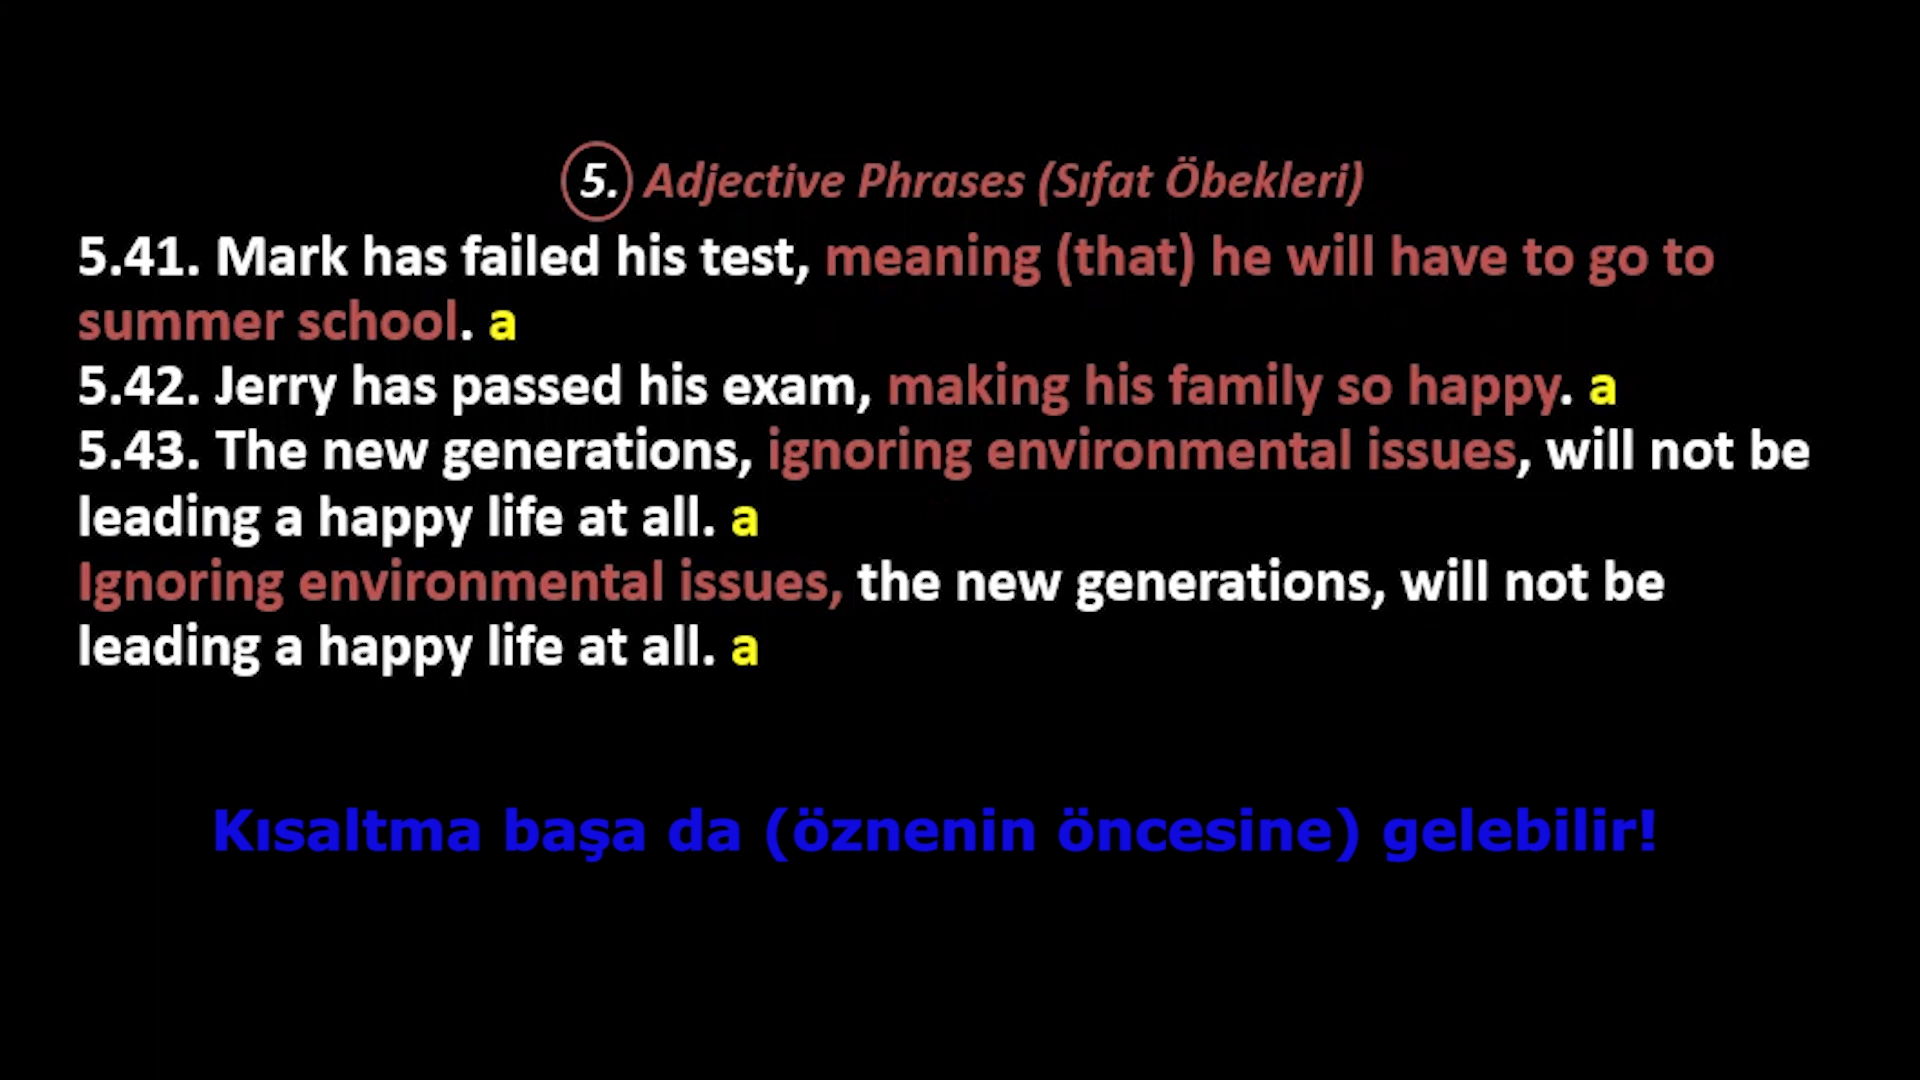 5. Adjective Phrases (Sıfat Öbekleri)
5.41. Mark has failed his test, meaning (that) he will have to go to
summer school. a
5.42. Jerry has passed his exam, making his family so happy. a
5.43. The new generations, ignoring environmental issues, will not be
leading a happy life at all. a
Ignoring environmental issues, the new generations, will not be
leading a happy life at all. a
Kısaltma başa da (öznenin öncesine) gelebilir!